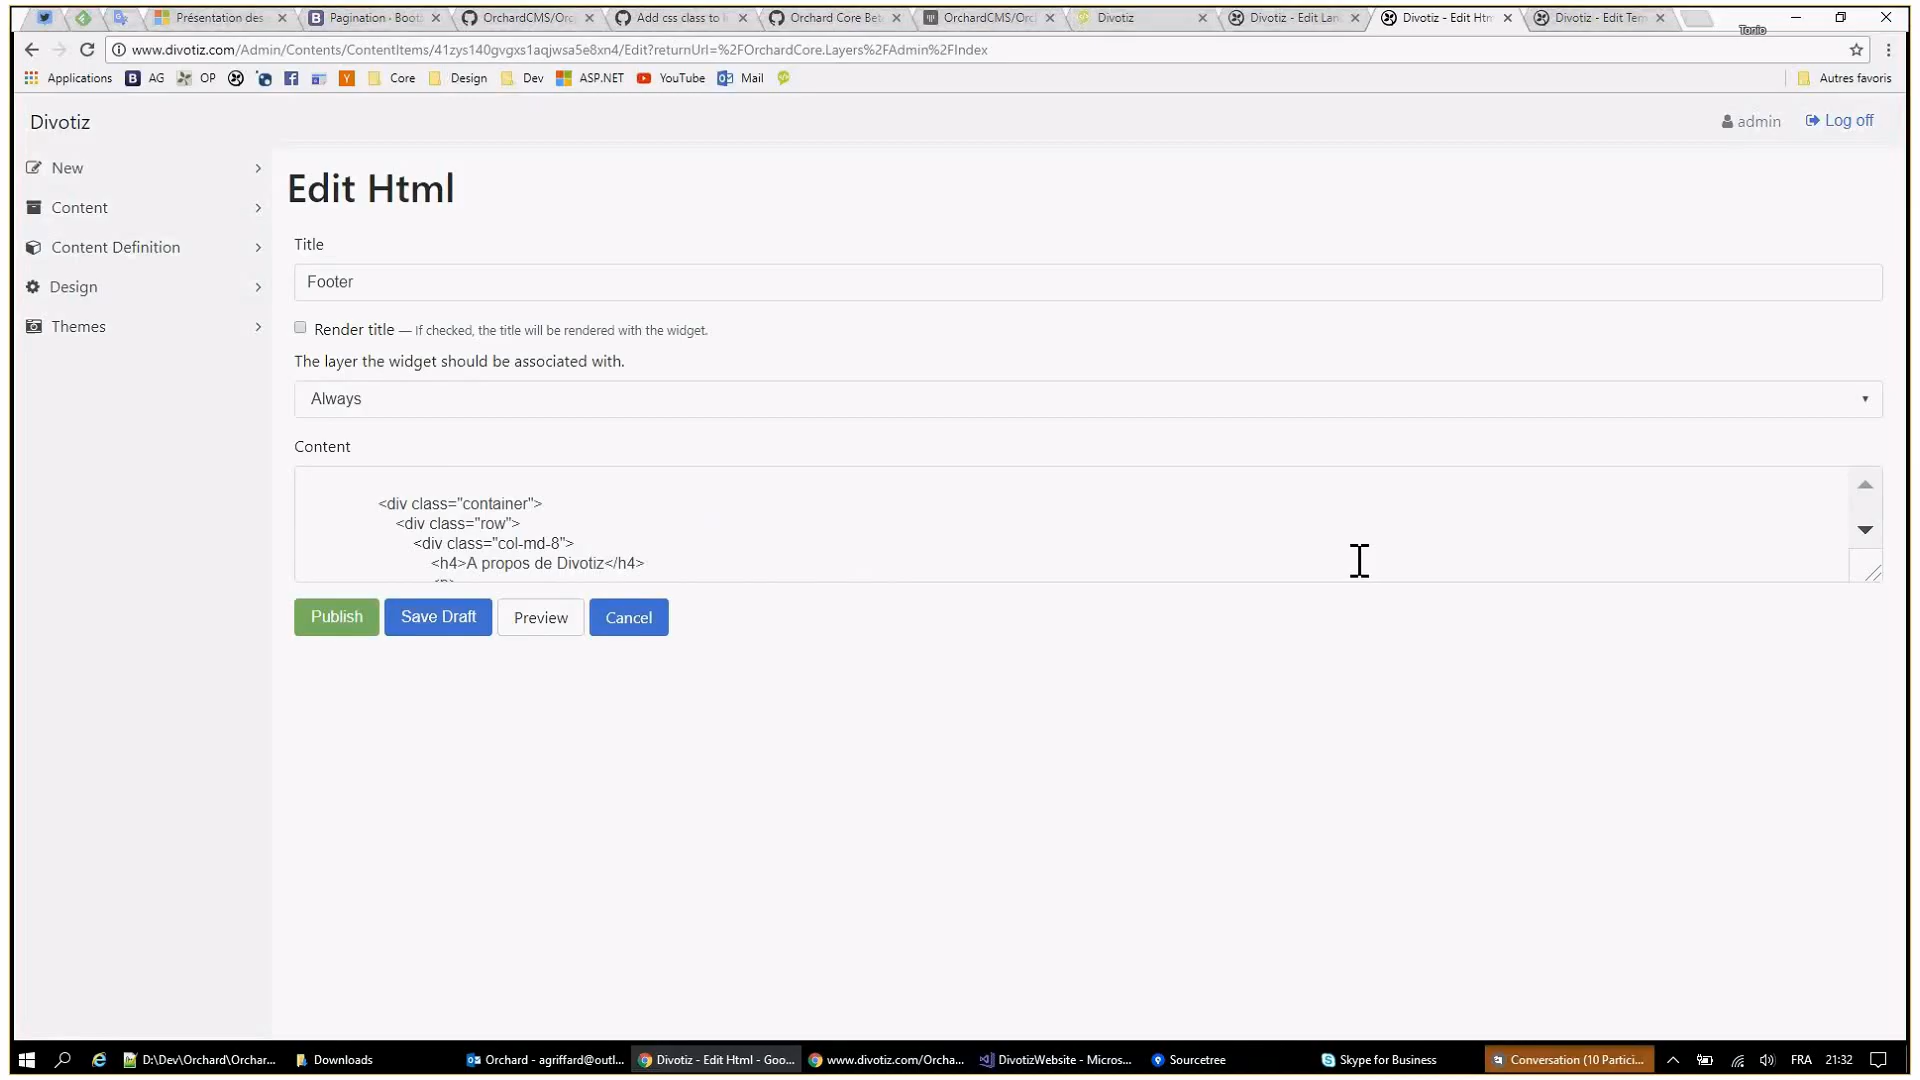 Présentation des
Pagination · Boot
OrchardCMS/Orc
Add css class to l
Orchard Core Bet
OrchardCMS/Orc
Divotiz
Divotiz - Edit Lan
Divotiz - Edit Htm
Divotiz - Edit Tem
Tonio
www.divotiz.com/Admin/Contents/ContentItems/41zys140gvgxs1aqjwsa5e8xn4/Edit?returnUrl=%2FOrchardCore.Layers%2FAdmin%2FIndex
Applications
AG
OP
Core
Design
Dev
ASP.NET
YouTube
Mail
Autres favoris
Divotiz
admin
Log off
New
Content
Content Definition
Design
Themes
Edit Html
Title
Footer
Render title — If checked, the title will be rendered with the widget.
The layer the widget should be associated with.
Always
Content
<div class="container">
<div class="row">
<div class="col-md-8">
<h4>A propos de Divotiz</h4>
<p>
Publish
Save Draft
Preview
Cancel
D:\Dev\Orchard\Orchar...
Downloads
Orchard - agriffard@outl...
Divotiz - Edit Html - Goo...
www.divotiz.com/Orcha...
DivotizWebsite - Micros...
Sourcetree
Skype for Business
Conversation (10 Partici...
FRA
21:32